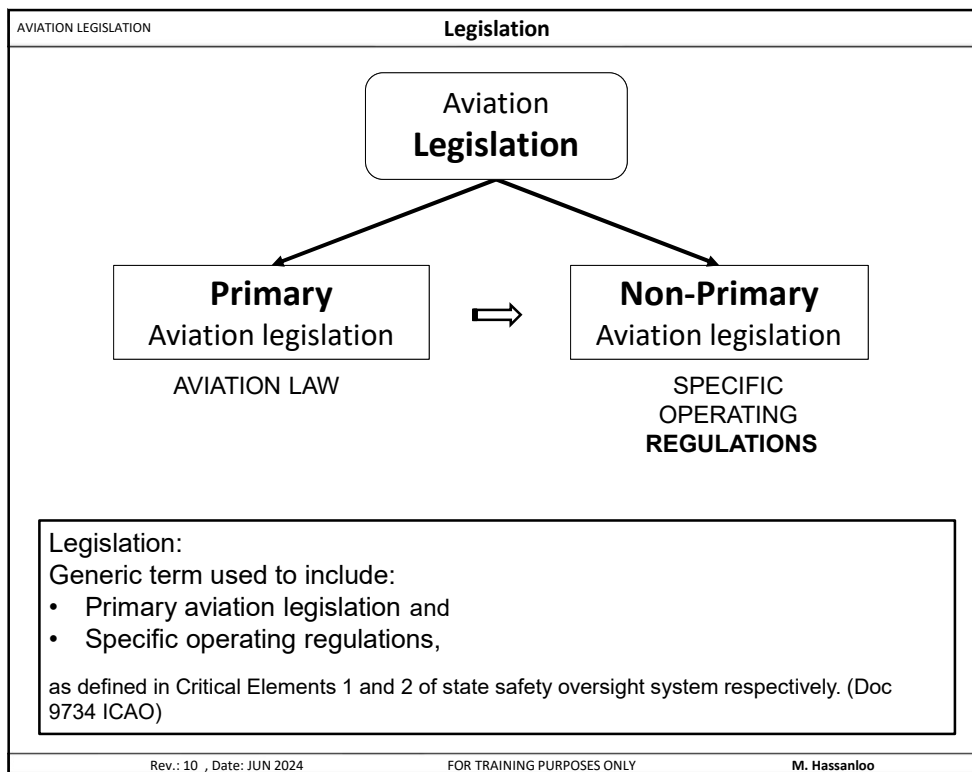 AVIATION LEGISLATION
Legislation
Aviation
Legislation
Primary
Aviation legislation
Non-Primary
Aviation legislation
AVIATION LAW
SPECIFIC
OPERATING
REGULATIONS
Legislation:
Generic term used to include:
• Primary aviation legislation and
• Specific operating regulations,
as defined in Critical Elements 1 and 2 of state safety oversight system respectively. (Doc
9734 ICAO)
Rev.: 10 , Date: JUN 2024 FOR TRAINING PURPOSES ONLY M. Hassanloo